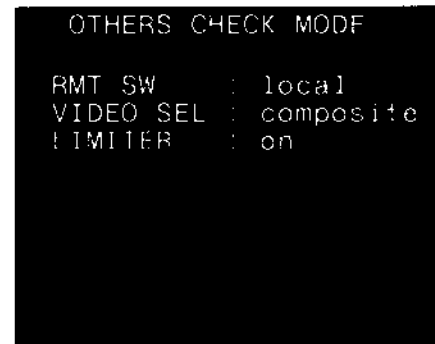 OTHERS CHECK MODE
RMT SW : local
VIDEO SEL : composite
LIMITER : on